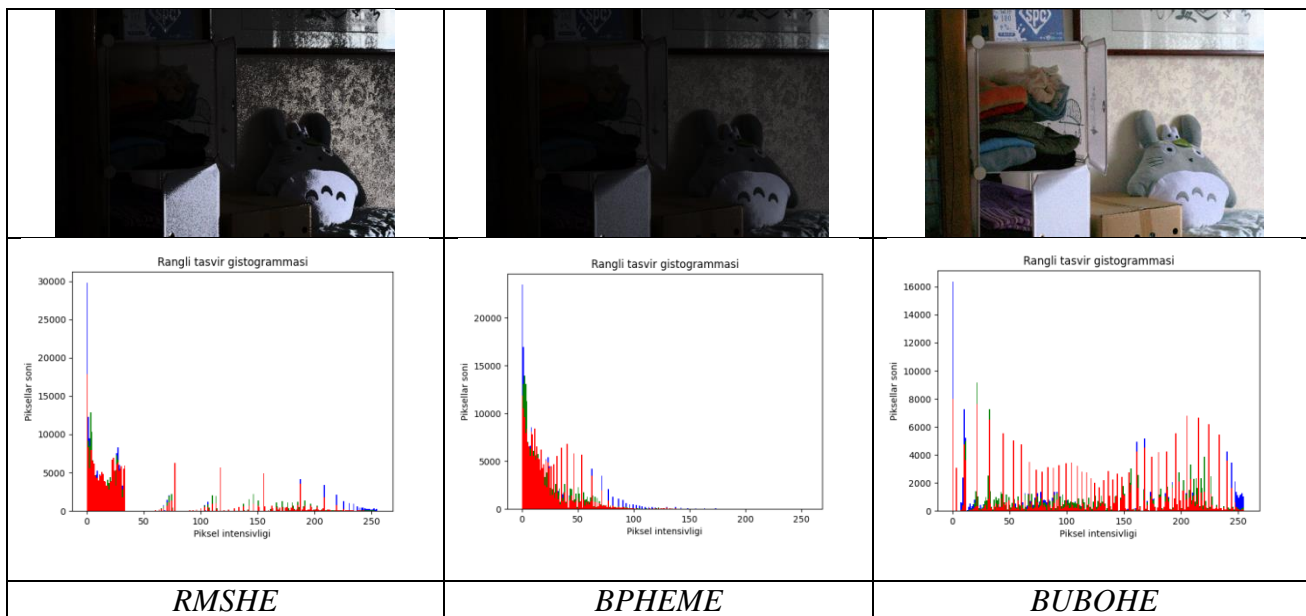 SPC
Rangli tasvir gistogrammasi
30000
25000
20000
15000
10000
5000
0
0 50 100 150 200 250
Piksellar soni
Piksel intensivligi
Rangli tasvir gistogrammasi
20000
15000
10000
5000
0
0 50 100 150 200 250
Piksellar soni
Piksel intensivligi
Rangli tasvir gistogrammasi
16000
14000
12000
10000
8000
6000
4000
2000
0
0 50 100 150 200 250
Piksellar soni
Piksel intensivligi
RMSHE BPHEME BUBOHE